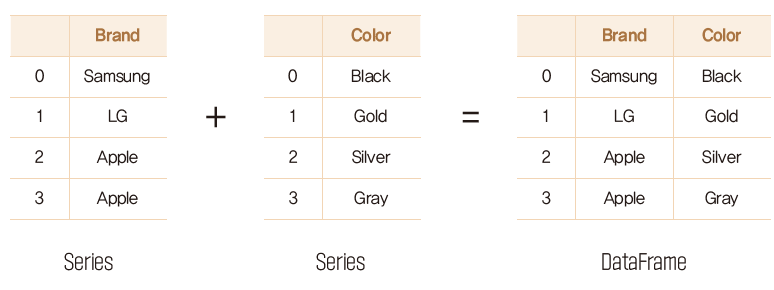 Brand
0 Samsung
1 LG
2 Apple
3 Apple
Series
+
Color
0 Black
1 Gold
2 Silver
3 Gray
Series
=
Brand Color
0 Samsung Black
1 LG Gold
2 Apple Silver
3 Apple Gray
DataFrame